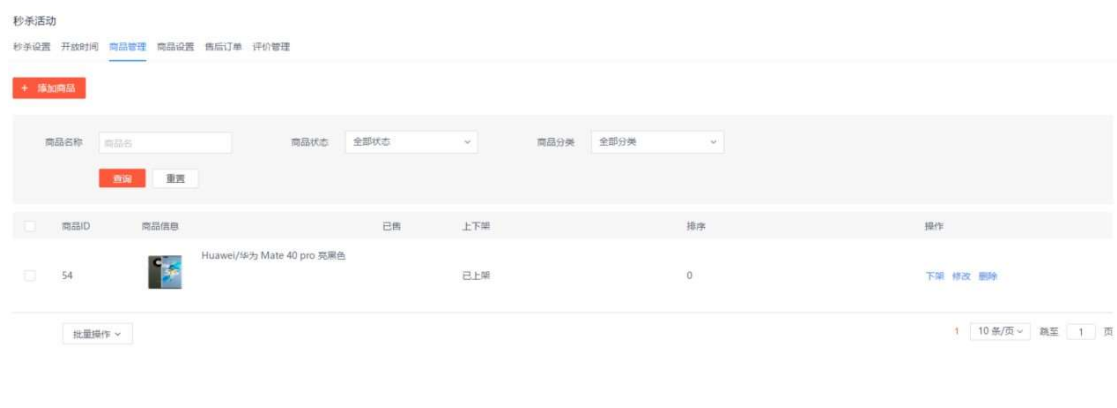 秒杀活动
秒杀设置 开放时间 商品管理 商品设置 售后订单 评价管理
+ 添加商品
商品名称 商品名 商品状态 全部状态 商品分类 全部分类
查询 重置
商品ID 商品信息 已售 上下架 排序 操作
Huawei/华为 Mate 40 pro 亮黑色
54 已上架 0 下架 修改 删除
批量操作 1 10 条/页 跳至 1 页